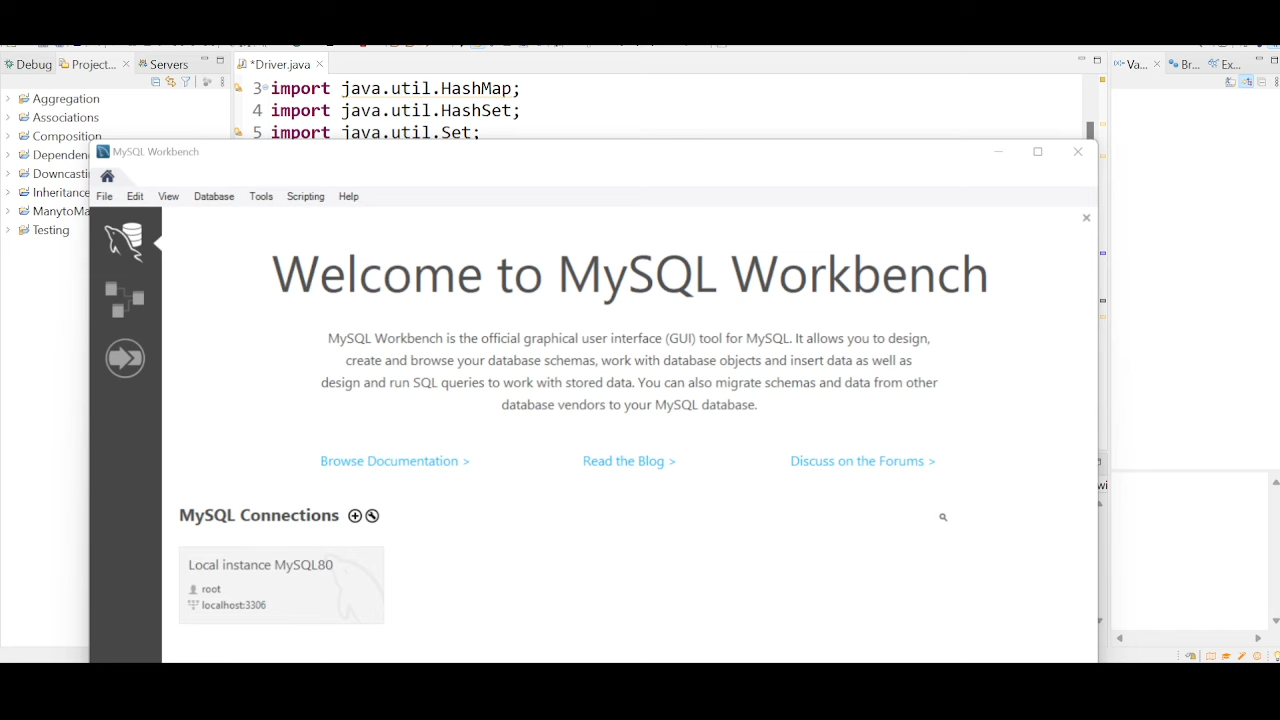 Debug
Project...
Servers
*Driver.java
Va...
Br...
Ex...
3 import java.util.HashMap;
4 import java.util.HashSet;
5 import java.util.Set;
Aggregation
Associations
Composition
Dependen
Downcasti
Inheritance
ManytoMa
Testing
MySQL Workbench
File Edit View Database Tools Scripting Help
Welcome to MySQL Workbench
MySQL Workbench is the official graphical user interface (GUI) tool for MySQL. It allows you to design,
create and browse your database schemas, work with database objects and insert data as well as
design and run SQL queries to work with stored data. You can also migrate schemas and data from other
database vendors to your MySQL database.
Browse Documentation > Read the Blog > Discuss on the Forums >
MySQL Connections
Local instance MySQL80
root
localhost:3306
wi